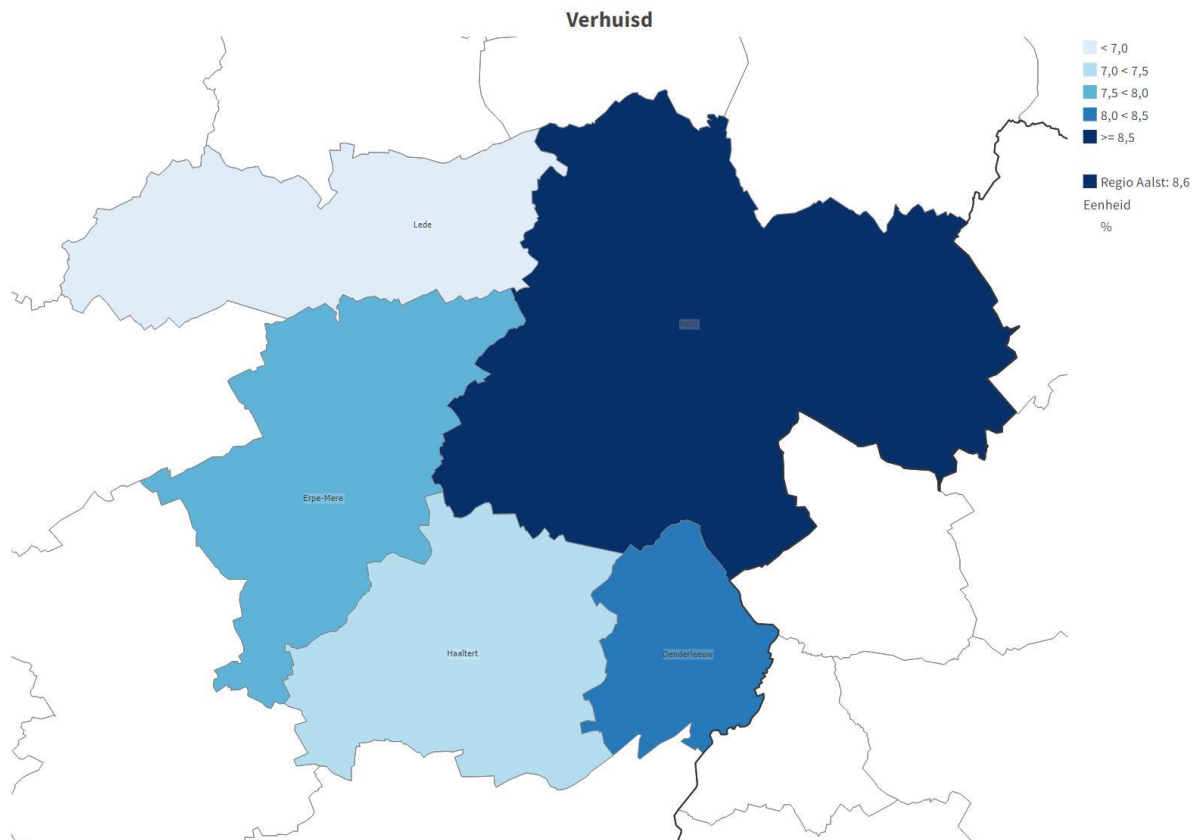 Verhuisd
< 7,0
7,0 < 7,5
7,5 < 8,0
8,0 < 8,5
>= 8,5
Regio Aalst: 8,6
Eenheid
%
Lede
Aalst
Erpe-Mere
Haaltert
Denderleeuw